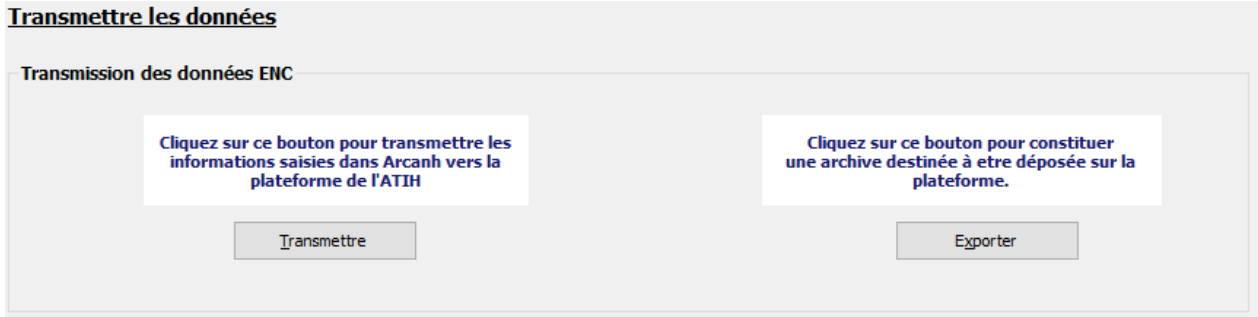 Transmettre les données
Transmission des données ENC
Cliquez sur ce bouton pour transmettre les
informations saisies dans Arcanh vers la
plateforme de l'ATIH
Transmettre
Cliquez sur ce bouton pour constituer
une archive destinée à etre déposée sur la
plateforme.
Exporter